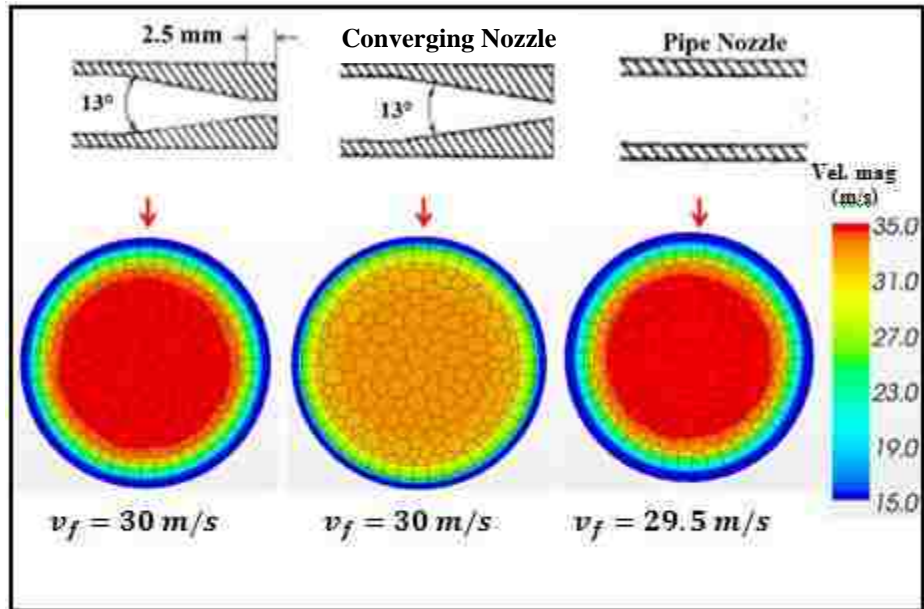 2.5 mm
Converging Nozzle
Pipe Nozzle
13°
13°
Vel. mag
(m/s)
35.0
31.0
27.0
23.0
19.0
15.0
v_f = 30 m/s
v_f = 30 m/s
v_f = 29.5 m/s